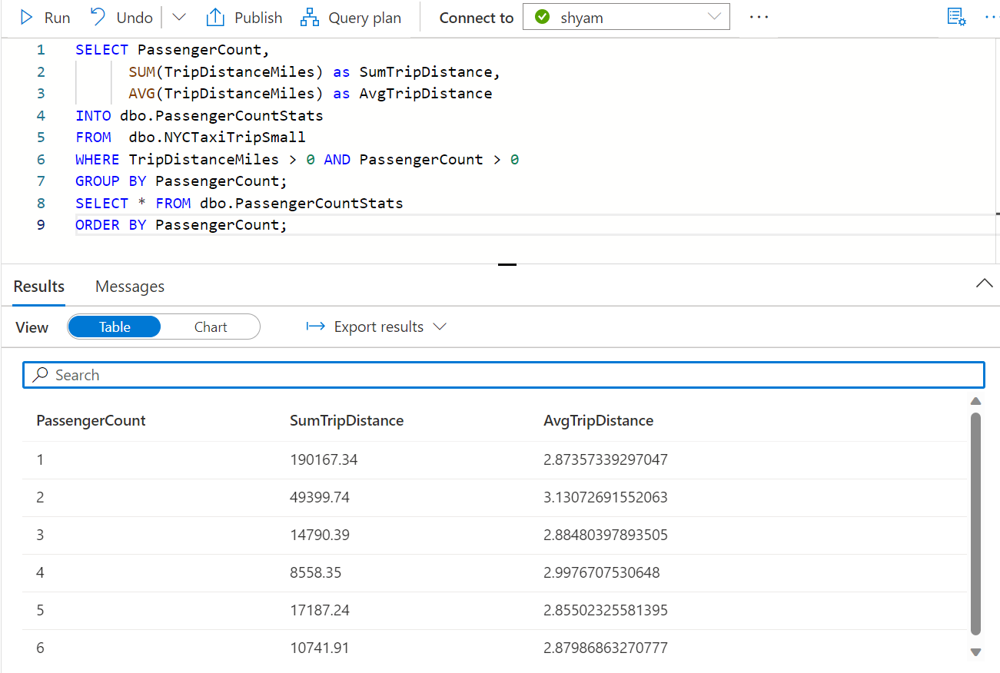 Run Undo Publish Query plan Connect to shyam ...
1 SELECT PassengerCount,
2 SUM(TripDistanceMiles) as SumTripDistance,
3 AVG(TripDistanceMiles) as AvgTripDistance
4 INTO dbo.PassengerCountStats
5 FROM dbo.NYCTaxiTripSmall
6 WHERE TripDistanceMiles > 0 AND PassengerCount > 0
7 GROUP BY PassengerCount;
8 SELECT * FROM dbo.PassengerCountStats
9 ORDER BY PassengerCount;
Results Messages
View Table Chart Export results
Search
PassengerCount SumTripDistance AvgTripDistance
1 190167.34 2.87357339297047
2 49399.74 3.13072691552063
3 14790.39 2.88480397893505
4 8558.35 2.9976707530648
5 17187.24 2.85502325581395
6 10741.91 2.87986863270777